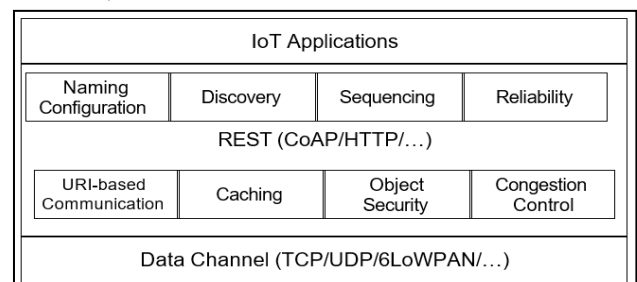 IoT Applications
Naming
Configuration
Discovery
Sequencing
Reliability
REST (CoAP/HTTP/...)
URI-based
Communication
Caching
Object
Security
Congestion
Control
Data Channel (TCP/UDP/6LoWPAN/...)